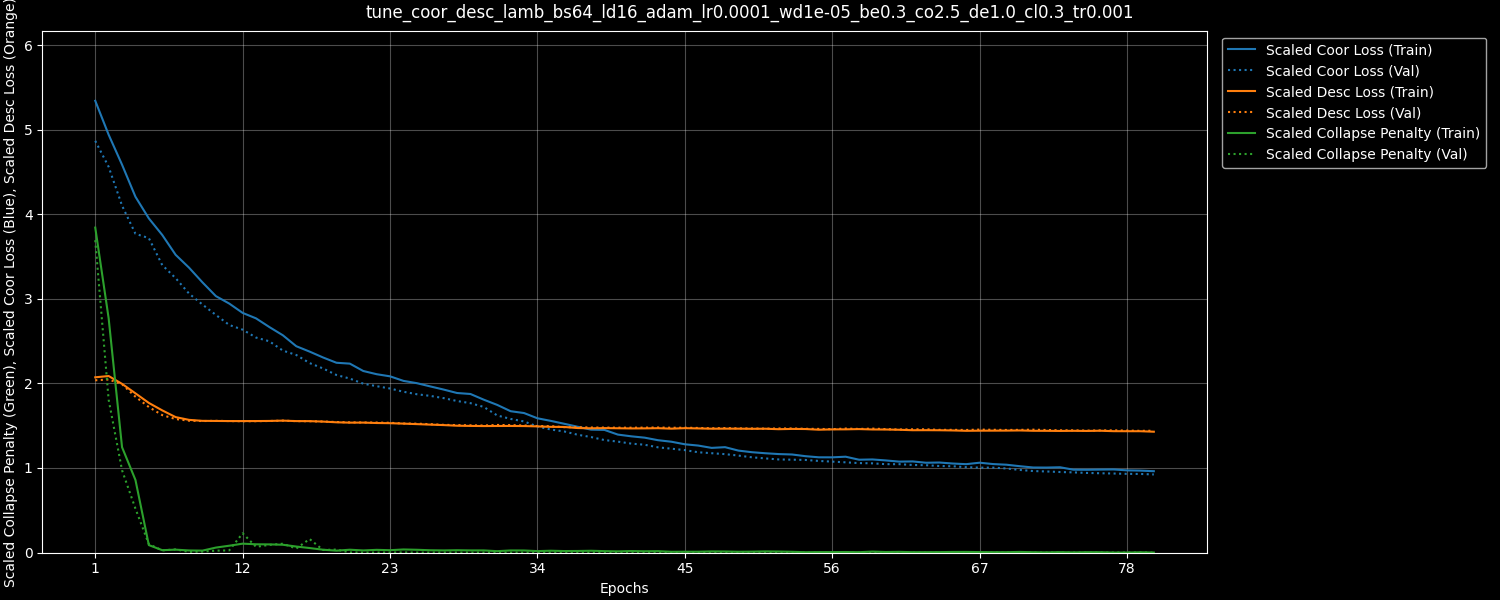 tune_coor_desc_lamb_bs64_ld16_adam_lr0.0001_wd1e-05_be0.3_co2.5_de1.0_cl0.3_tr0.001
Scaled Collapse Penalty (Green), Scaled Coor Loss (Blue), Scaled Desc Loss (Orange)
6
5
4
3
2
1
0
1 12 23 34 45 56 67 78
Epochs
Scaled Coor Loss (Train)
Scaled Coor Loss (Val)
Scaled Desc Loss (Train)
Scaled Desc Loss (Val)
Scaled Collapse Penalty (Train)
Scaled Collapse Penalty (Val)